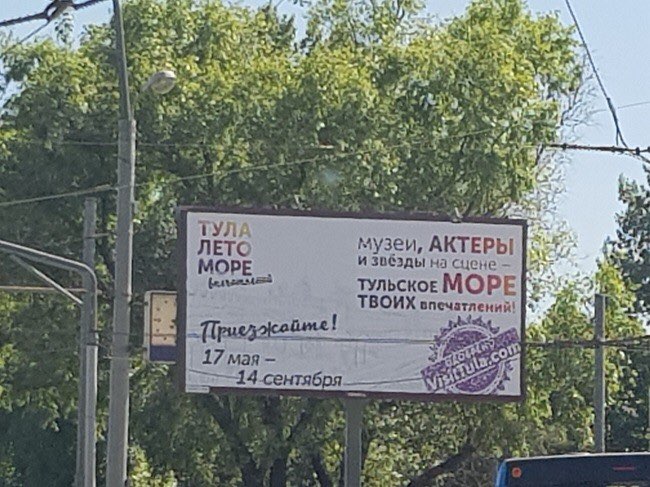 ТУЛА
ЛЕТО
МОРЕ
впечатлений
Приезжайте!
17 мая –
14 сентября
музеи, АКТЕРЫ
и звёзды на сцене –
ТУЛЬСКОЕ МОРЕ
ТВОИХ впечатлений!
VisitTula.com